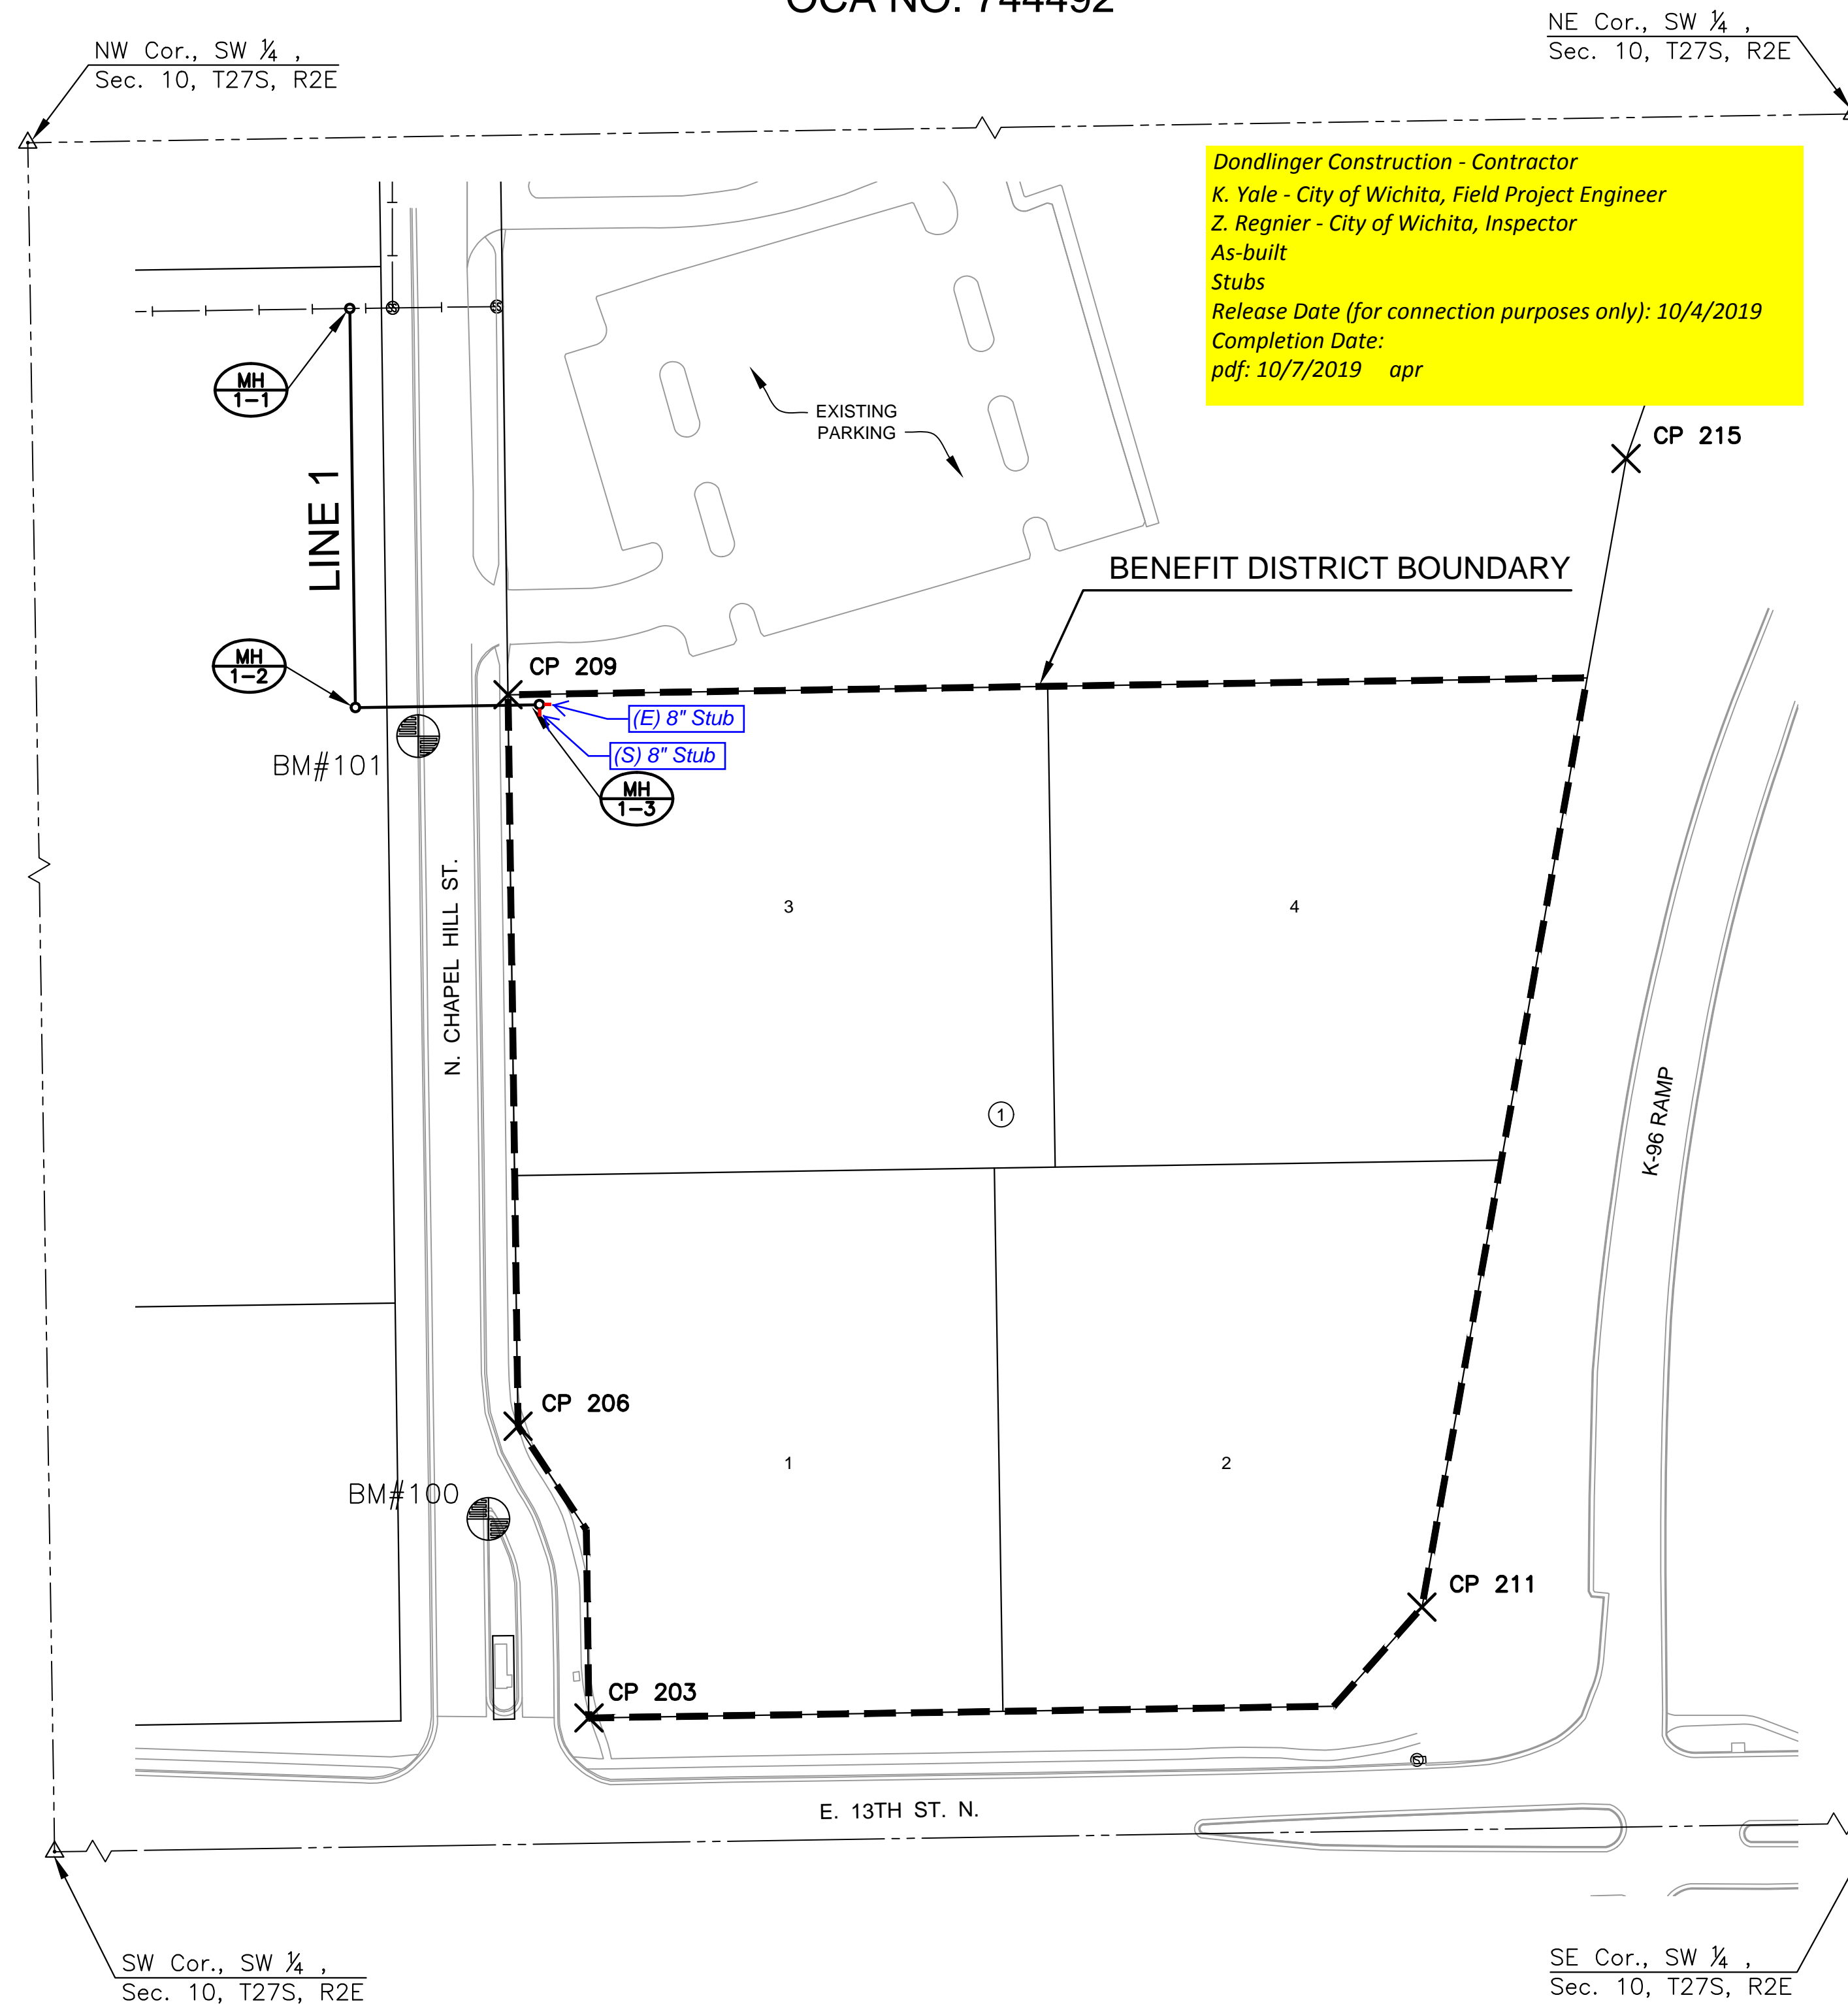 OCA NO. 744492
NW Cor., SW ¼ ,
Sec. 10, T27S, R2E
NE Cor., SW ¼ ,
Sec. 10, T27S, R2E
Dondlinger Construction - Contractor
K. Yale - City of Wichita, Field Project Engineer
Z. Regnier - City of Wichita, Inspector
As-built
Stubs
Release Date (for connection purposes only): 10/4/2019
Completion Date:
pdf: 10/7/2019 apr
MH
1-1
EXISTING
PARKING
CP 215
LINE 1
BENEFIT DISTRICT BOUNDARY
MH
1-2
CP 209
(E) 8" Stub
(S) 8" Stub
BM#101
MH
1-3
N. CHAPEL HILL ST.
3
4
1
K-96 RAMP
CP 206
1
2
BM#100
CP 211
CP 203
E. 13TH ST. N.
SW Cor., SW ¼ ,
Sec. 10, T27S, R2E
SE Cor., SW ¼ ,
Sec. 10, T27S, R2E